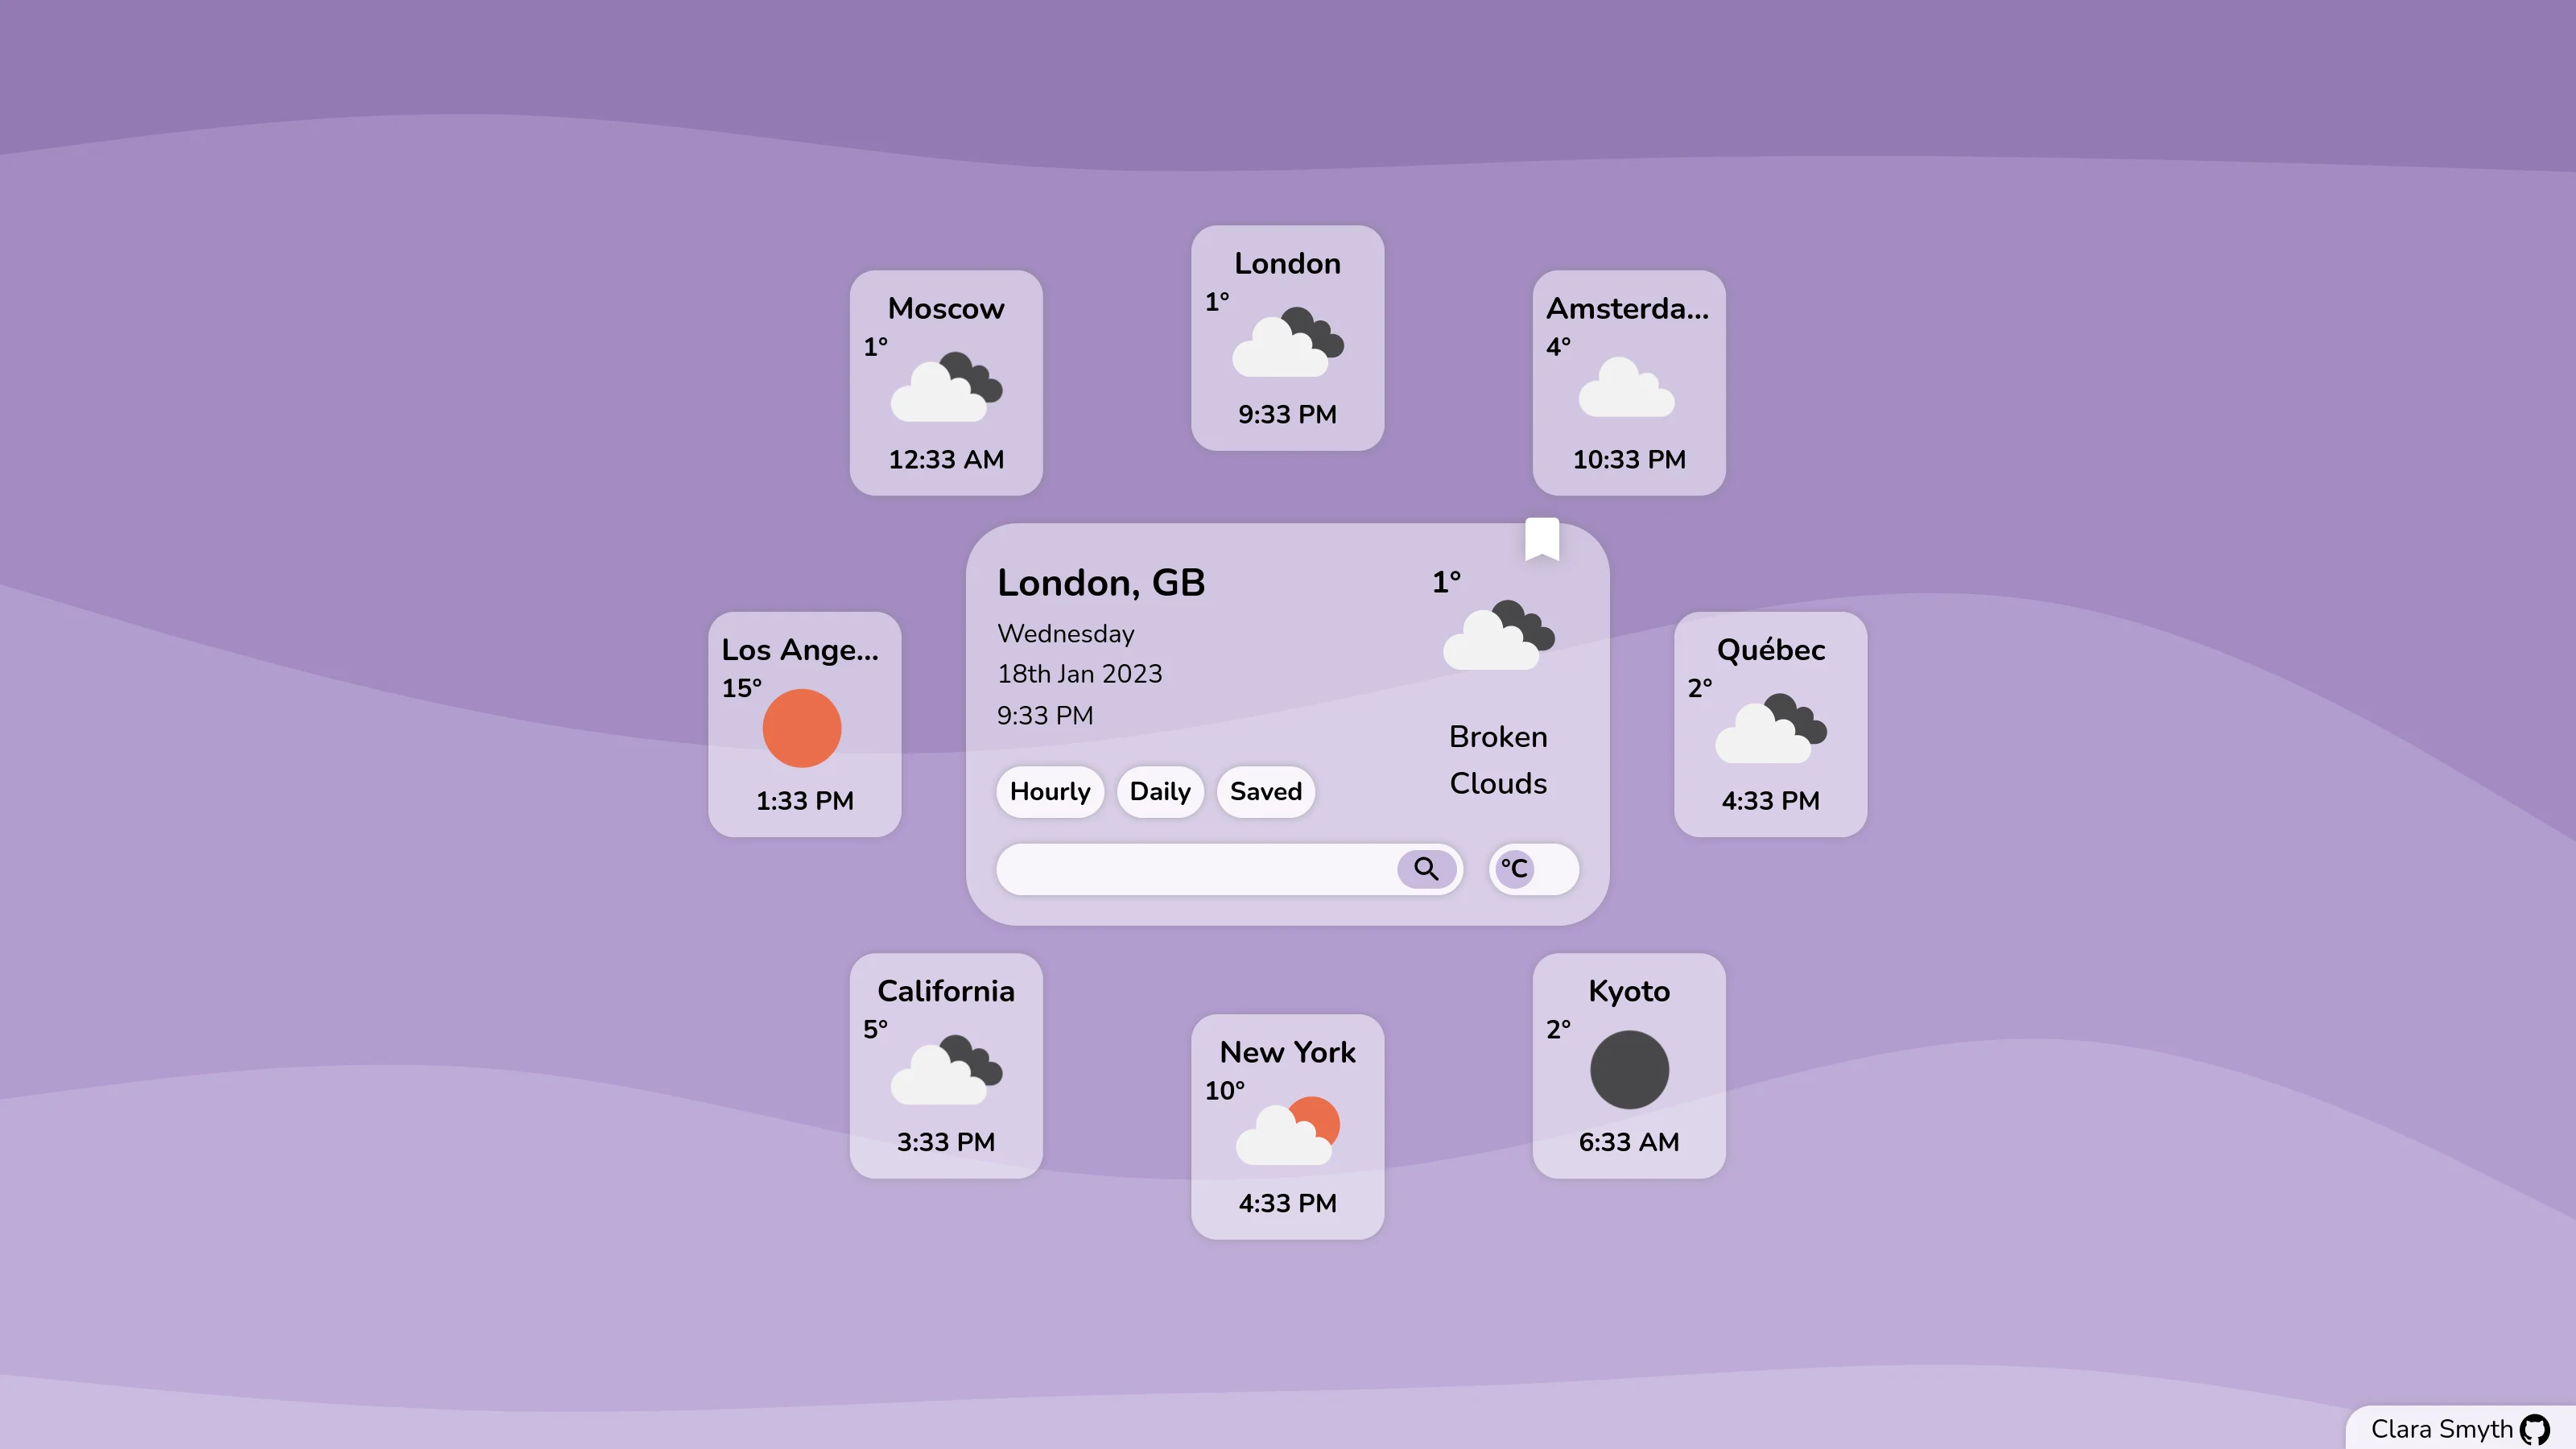 London
1°
9:33 PM
Moscow
1°
12:33 AM
Amsterda...
4°
10:33 PM
London, GB
Wednesday
18th Jan 2023
9:33 PM
1°
Broken
Clouds
Hourly
Daily
Saved
°C
Los Ange...
15°
1:33 PM
Québec
2°
4:33 PM
California
5°
3:33 PM
New York
10°
4:33 PM
Kyoto
2°
6:33 AM
Clara Smyth